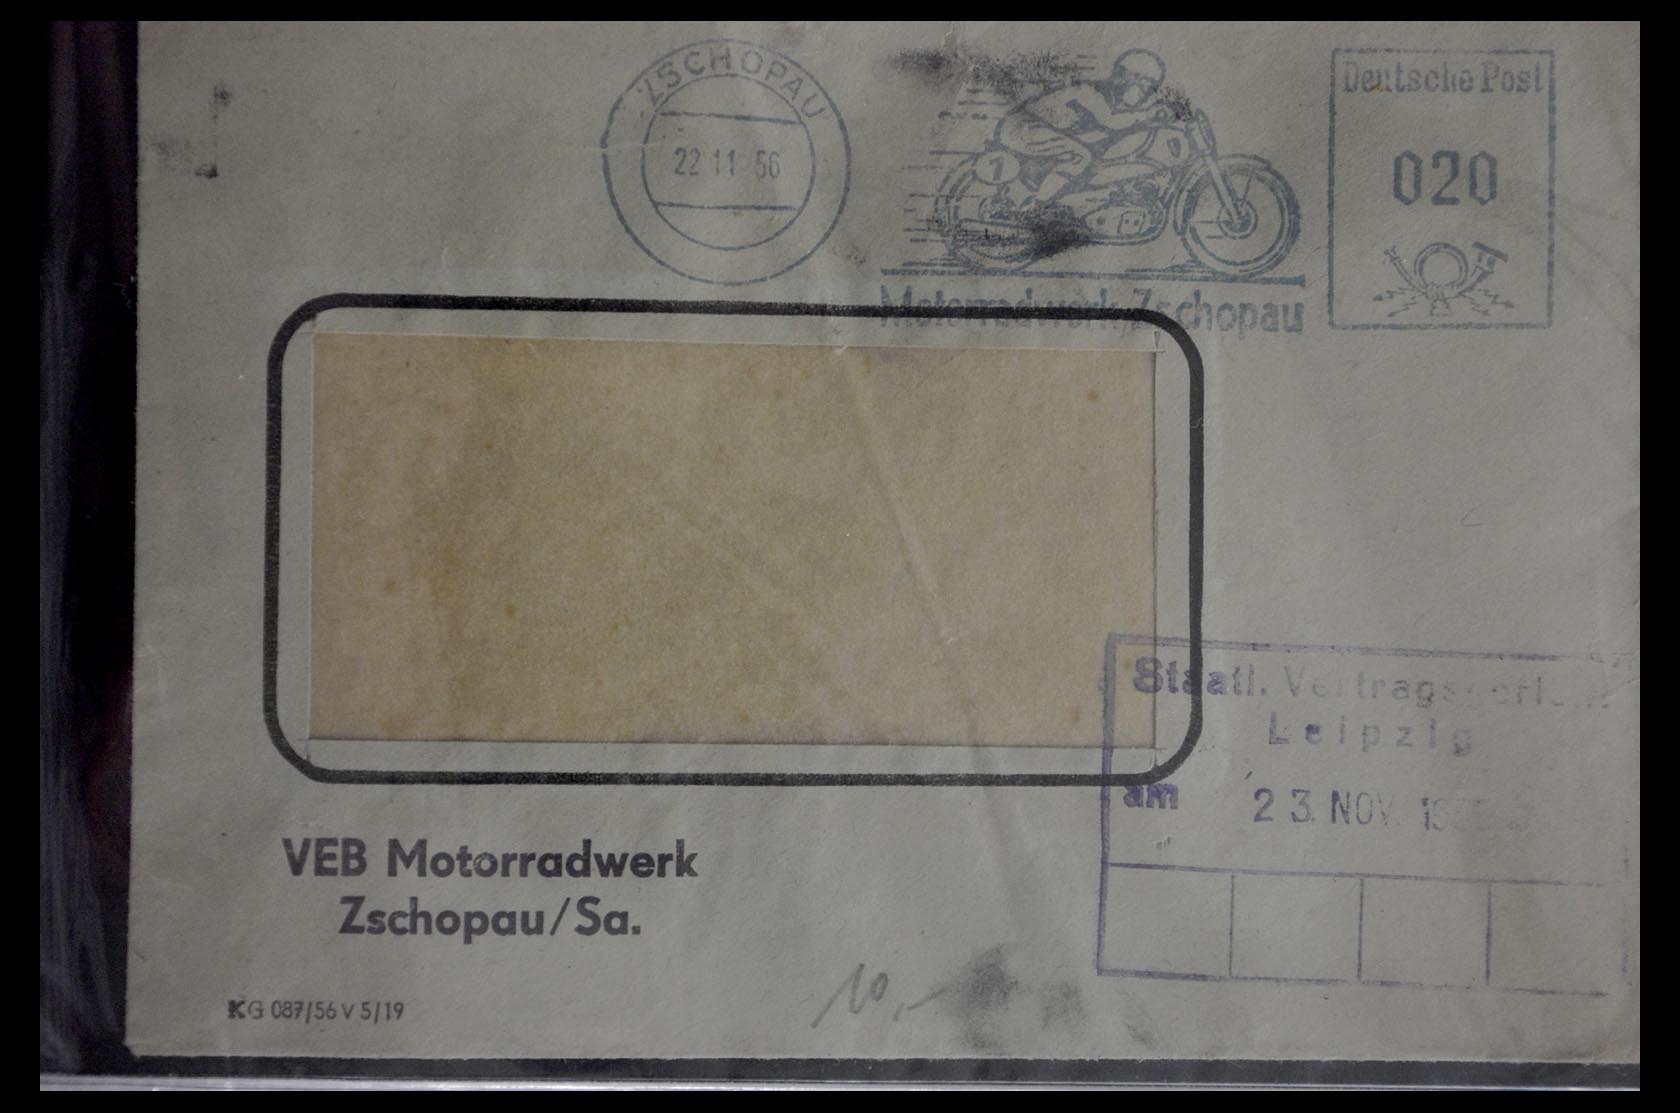 ZSCHOPAU
22 11 56
7
Motorradwerk Zschopau
Deutsche Post
020
Staatl. Vertragsgericht
Leipzig
am 23. NOV. 
VEB Motorradwerk
Zschopau/Sa.
KG 087/56 V 5/19
10,-